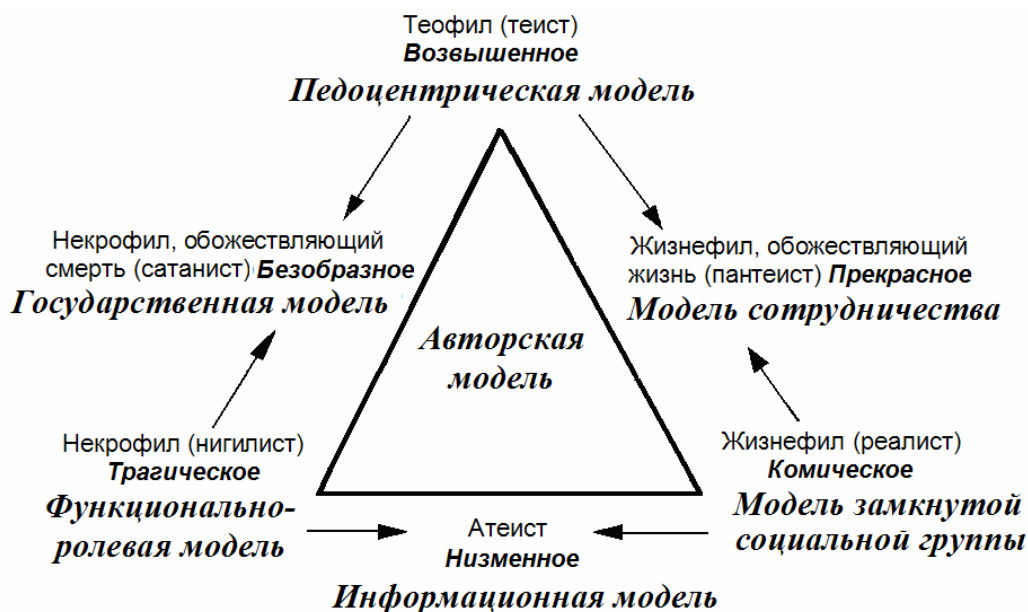 Теофил (теист)
Возвышенное
Педоцентрическая модель
Некрофил, обожествляющий
смерть (сатанист) Безобразное
Государственная модель
Жизнефил, обожествляющий
жизнь (пантеист) Прекрасное
Модель сотрудничества
Авторская
модель
Некрофил (нигилист)
Трагическое
Функционально-
ролевая модель
Жизнефил (реалист)
Комическое
Модель замкнутой
социальной группы
Атеист
Низменное
Информационная модель